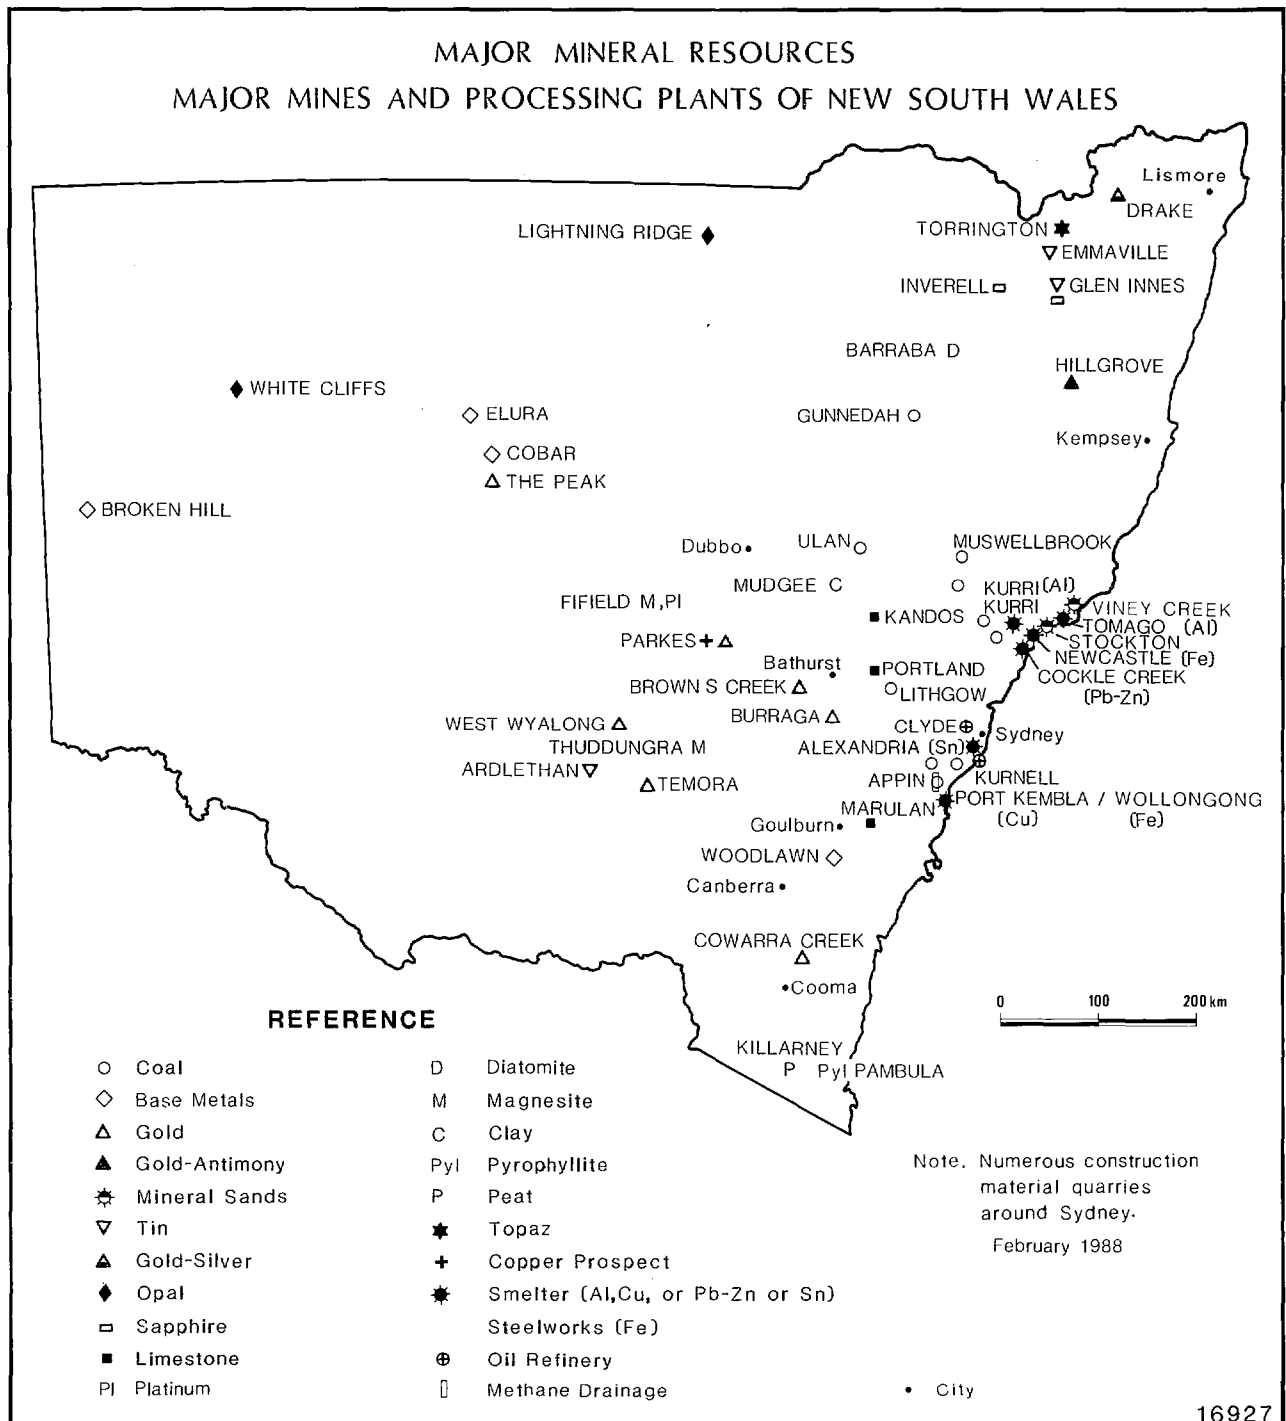 MAJOR MINERAL RESOURCES
MAJOR MINES AND PROCESSING PLANTS OF NEW SOUTH WALES
Lismore
DRAKE
TORRINGTON
LIGHTNING RIDGE
EMMAVILLE
INVERELL
GLEN INNES
BARRABA D
HILLGROVE
WHITE CLIFFS
ELURA
GUNNEDAH
Kempsey
COBAR
THE PEAK
BROKEN HILL
Dubbo
ULAN
MUSWELLBROOK
MUDGEE C
KURRI (Al)
KURRI
FIFIELD M,Pl
VINEY CREEK
KANDOS
TOMAGO (Al)
PARKES
STOCKTON
NEWCASTLE (Fe)
Bathurst
PORTLAND
COCKLE CREEK
(Pb-Zn)
BROWN S CREEK
LITHGOW
BURRAGA
WEST WYALONG
CLYDE
Sydney
THUDDUNGRA M
ALEXANDRIA (Sn)
ARDLETHAN
TEMORA
APPIN
KURNELL
MARULAN
PORT KEMBLA / WOLLONGONG
(Cu) (Fe)
Goulburn
WOODLAWN
Canberra
COWARRA CREEK
Cooma
0 100 200 km
KILLARNEY
P Pyl PAMBULA
REFERENCE
Coal
Base Metals
Gold
Gold-Antimony
Mineral Sands
Tin
Gold-Silver
Opal
Sapphire
Limestone
Pl Platinum
D Diatomite
M Magnesite
C Clay
Pyl Pyrophyllite
P Peat
Topaz
Copper Prospect
Smelter (Al,Cu, or Pb-Zn or Sn)
Steelworks (Fe)
Oil Refinery
Methane Drainage
City
Note. Numerous construction
material quarries
around Sydney.
February 1988
16927